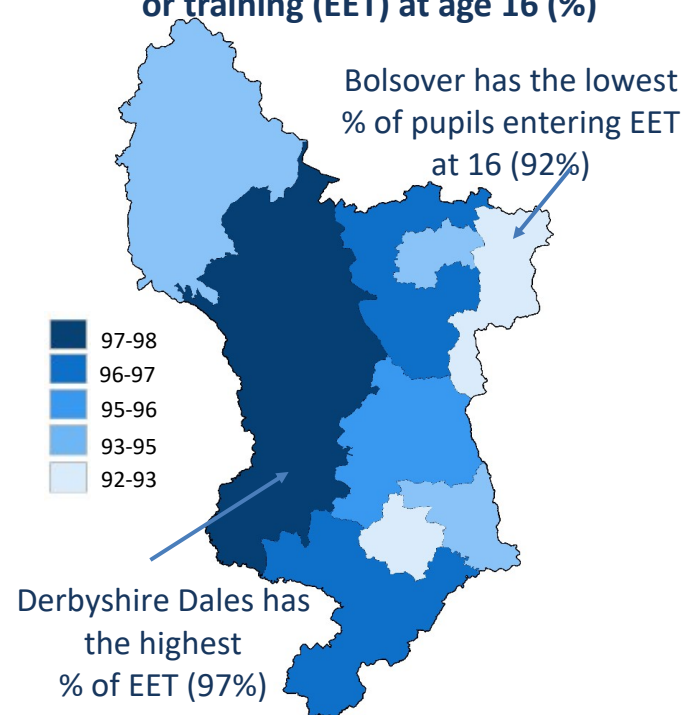 or training (EET) at age 16 (%)
Bolsover has the lowest
% of pupils entering EET
at 16 (92%)
97-98
96-97
95-96
93-95
92-93
Derbyshire Dales has
the highest
% of EET (97%)